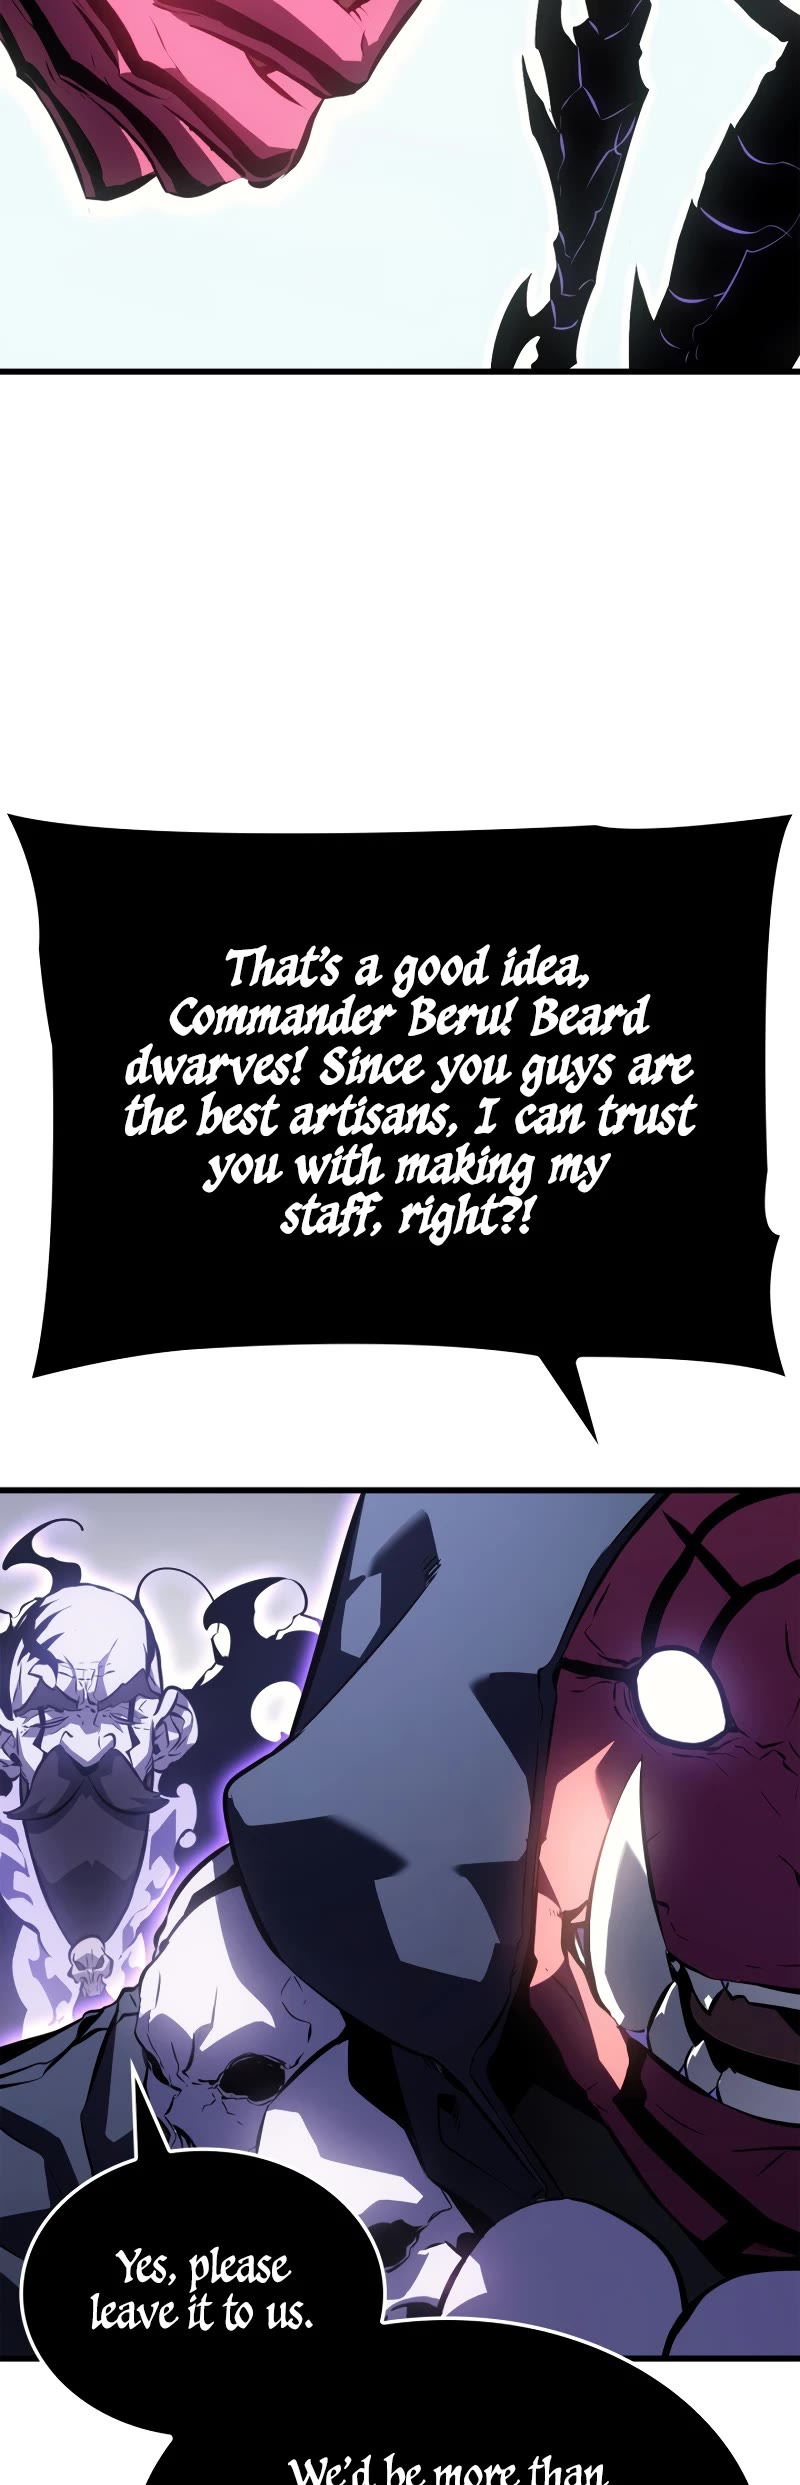 That's a good idea,
Commander Beru! Beard
dwarves! Since you guys are
the best artisans, I can trust
you with making my
staff, right?!
Yes, please
leave it to us.
We'd be more than